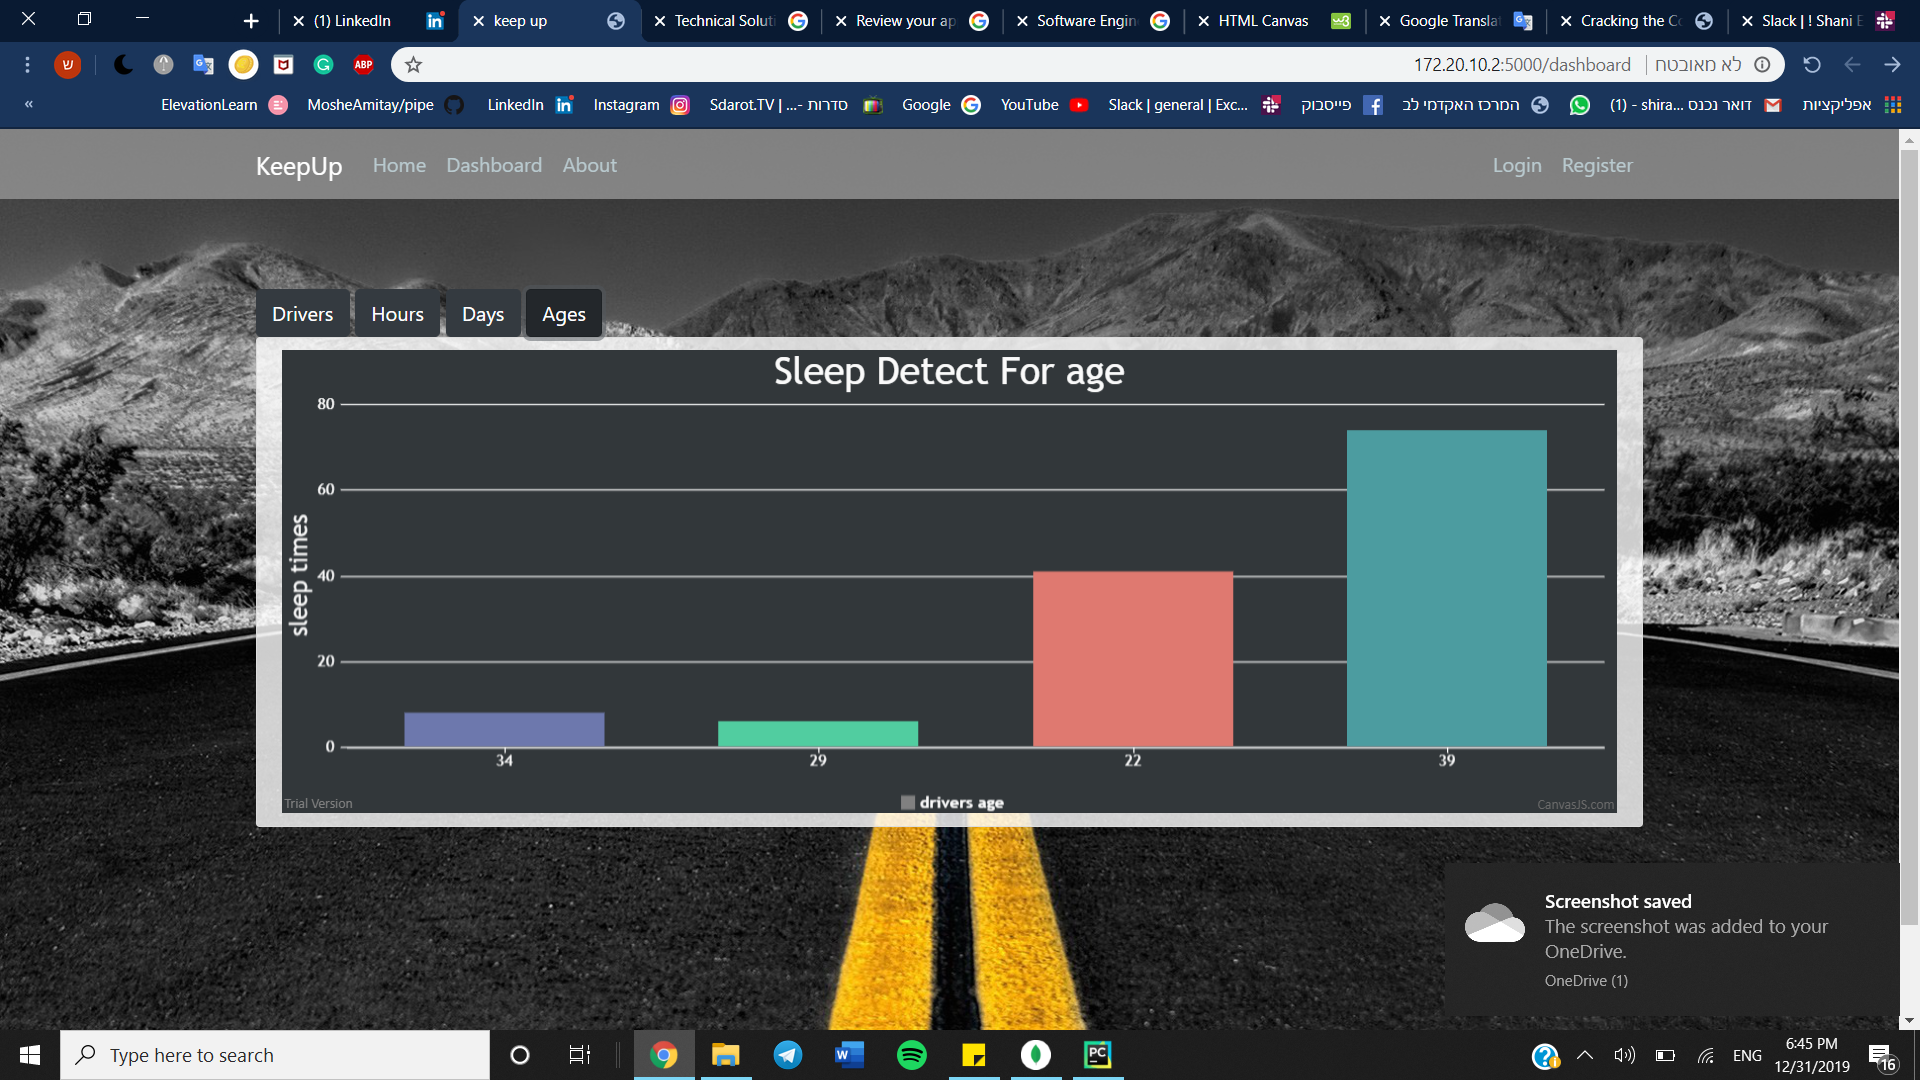 (1) LinkedIn
keep up
Technical Soluti
Review your ap
Software Engin
HTML Canvas
Google Translat
Cracking the Co
Slack | ! Shani E
ש
ABP
172.20.10.2:5000/dashboard
לא מאובטח
«
ElevationLearn
MosheAmitay/pipe
LinkedIn
Instagram
Sdarot.TV | ...- סדרות
Google
YouTube
Slack | general | Exc...
פייסבוק
המרכז האקדמי לב
דואר נכנס (1) - shira...
אפליקציות
KeepUp
Home
Dashboard
About
Login
Register
Drivers
Hours
Days
Ages
Sleep Detect For age
sleep times
80
60
40
20
0
34
29
22
39
drivers age
Trial Version
CanvasJS.com
Screenshot saved
The screenshot was added to your
OneDrive.
OneDrive (1)
Type here to search
ENG
6:45 PM
12/31/2019
16